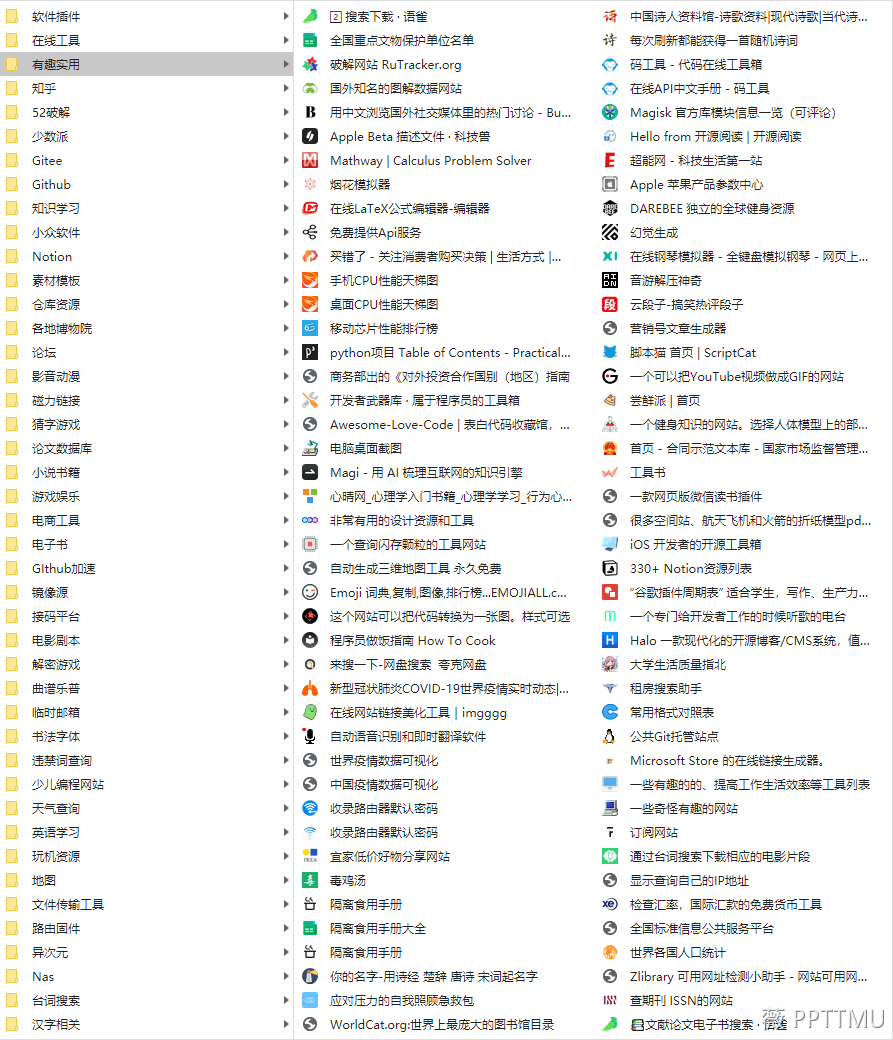 软件插件
在线工具
有趣实用
知乎
52破解
少数派
Gitee
Github
知识学习
小众软件
Notion
素材模板
仓库资源
各地博物院
论坛
影音动漫
磁力链接
猜字游戏
论文数据库
小说书籍
游戏娱乐
电商工具
电子书
GIthub加速
镜像源
接码平台
电影剧本
解密游戏
曲谱乐普
临时邮箱
书法字体
违禁词查询
少儿编程网站
天气查询
英语学习
玩机资源
地图
文件传输工具
路由固件
异次元
Nas
台词搜索
汉字相关
2 搜索下载 · 语雀
全国重点文物保护单位名单
破解网站 RuTracker.org
国外知名的图解数据网站
用中文浏览国外社交媒体里的热门讨论 - Bu...
Apple Beta 描述文件 · 科技兽
Mathway | Calculus Problem Solver
烟花模拟器
在线LaTeX公式编辑器-编辑器
免费提供Api服务
买错了 - 关注消费者购买决策 | 生活方式 |...
手机CPU性能天梯图
桌面CPU性能天梯图
移动芯片性能排行榜
python项目 Table of Contents - Practical...
商务部出的《对外投资合作国别（地区）指南
开发者武器库 · 属于程序员的工具箱
Awesome-Love-Code | 表白代码收藏馆，...
电脑桌面截图
Magi - 用 AI 梳理互联网的知识引擎
心晴网_心理学入门书籍_心理学学习_行为心...
非常有用的设计资源和工具
一个查询闪存颗粒的工具网站
自动生成三维地图工具 永久免费
Emoji 词典,复制,图像,排行榜...EMOJIALL.c...
这个网站可以把代码转换为一张图。样式可选
程序员做饭指南 How To Cook
来搜一下-网盘搜索 夸克网盘
新型冠状肺炎COVID-19世界疫情实时动态|...
在线网站链接美化工具 | imgggg
自动语音识别和即时翻译软件
世界疫情数据可视化
中国疫情数据可视化
收录路由器默认密码
收录路由器默认密码
宜家低价好物分享网站
毒鸡汤
隔离食用手册
隔离食用手册大全
隔离食用手册
你的名字-用诗经 楚辞 唐诗 宋词起名字
应对压力的自我照顾急救包
WorldCat.org:世界上最庞大的图书馆目录
中国诗人资料馆-诗歌资料|现代诗歌|当代诗...
每次刷新都能获得一首随机诗词
码工具 - 代码在线工具箱
在线API中文手册 - 码工具
Magisk 官方库模块信息一览（可评论）
Hello from 开源阅读 | 开源阅读
超能网 - 科技生活第一站
Apple 苹果产品参数中心
DAREBEE 独立的全球健身资源
幻觉生成
在线钢琴模拟器 - 全键盘模拟钢琴 - 网页上...
音游解压神奇
云段子-搞笑热评段子
营销号文章生成器
脚本猫 首页 | ScriptCat
一个可以把YouTube视频做成GIF的网站
尝鲜派 | 首页
一个健身知识的网站。选择人体模型上的部...
首页 - 合同示范文本库 - 国家市场监督管理...
工具书
一款网页版微信读书插件
很多空间站、航天飞机和火箭的折纸模型pd...
iOS 开发者的开源工具箱
330+ Notion资源列表
“谷歌插件周期表” 适合学生，写作、生产力...
一个专门给开发者工作的时候听歌的电台
Halo 一款现代化的开源博客/CMS系统，值...
大学生活质量指北
租房搜索助手
常用格式对照表
公共Git托管站点
Microsoft Store 的在线链接生成器。
一些有趣的的、提高工作生活效率等工具列表
一些奇怪有趣的网站
订阅网站
通过台词搜索下载相应的电影片段
显示查询自己的IP地址
检查汇率，国际汇款的免费货币工具
全国标准信息公共服务平台
世界各国人口统计
Zlibrary 可用网址检测小助手 - 网站可用网...
查期刊 ISSN的网站
文献论文电子书搜索 · 语雀
薇 PPTTMU